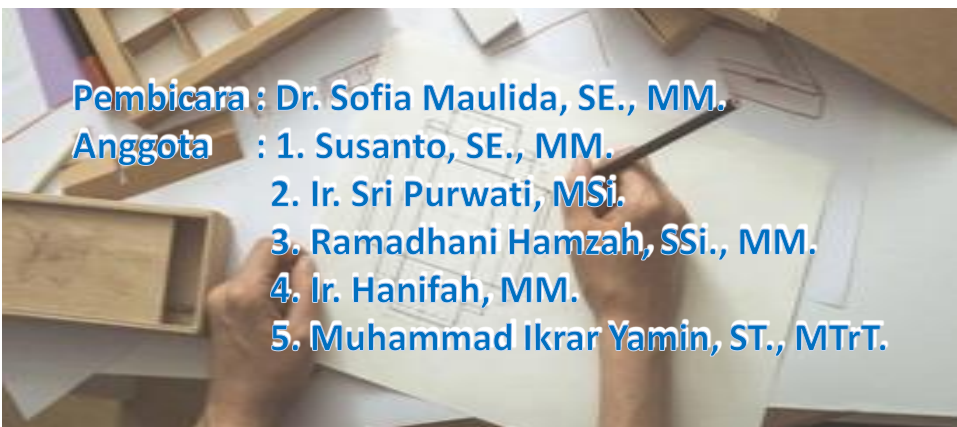 Pembicara : Dr. Sofia Maulida, SE., MM.
Anggota : 1. Susanto, SE., MM.
2. Ir. Sri Purwati, MSi.
3. Ramadhani Hamzah, SSi., MM.
4. Ir. Hanifah, MM.
5. Muhammad Ikrar Yamin, ST., MTrT.